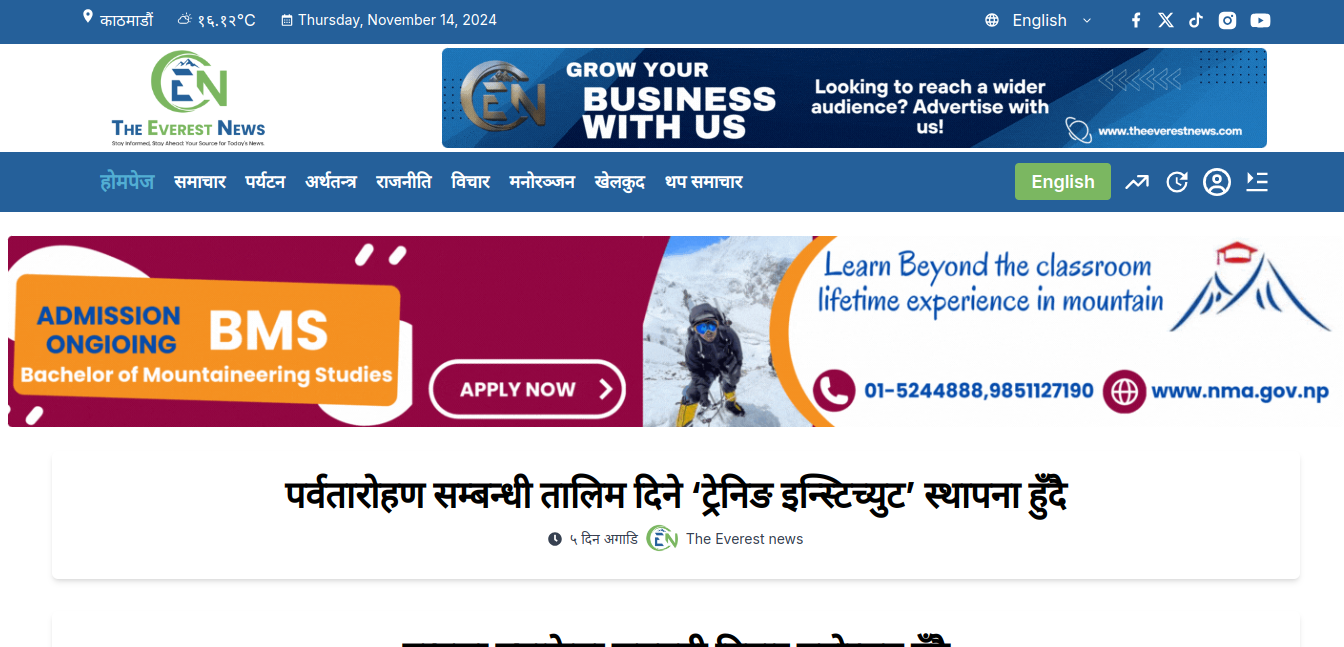 काठमाडौं १६.१२°C Thursday, November 14, 2024 English
EN
THE EVEREST NEWS
Stay Informed, Stay Ahead: Your Source for Today's News.
EN
GROW YOUR
BUSINESS
WITH US
Looking to reach a wider
audience? Advertise with
us!
www.theeverestnews.com
होमपेज समाचार पर्यटन अर्थतन्त्र राजनीति विचार मनोरञ्जन खेलकुद थप समाचार English
ADMISSION
ONGIOING
BMS
Bachelor of Mountaineering Studies
APPLY NOW
Learn Beyond the classroom
lifetime experience in mountain
01-5244888,9851127190 www.nma.gov.np
पर्वतारोहण सम्बन्धी तालिम दिने ‘ट्रेनिङ इन्स्टिच्युट’ स्थापना हुँदै
५ दिन अगाडि EN The Everest news